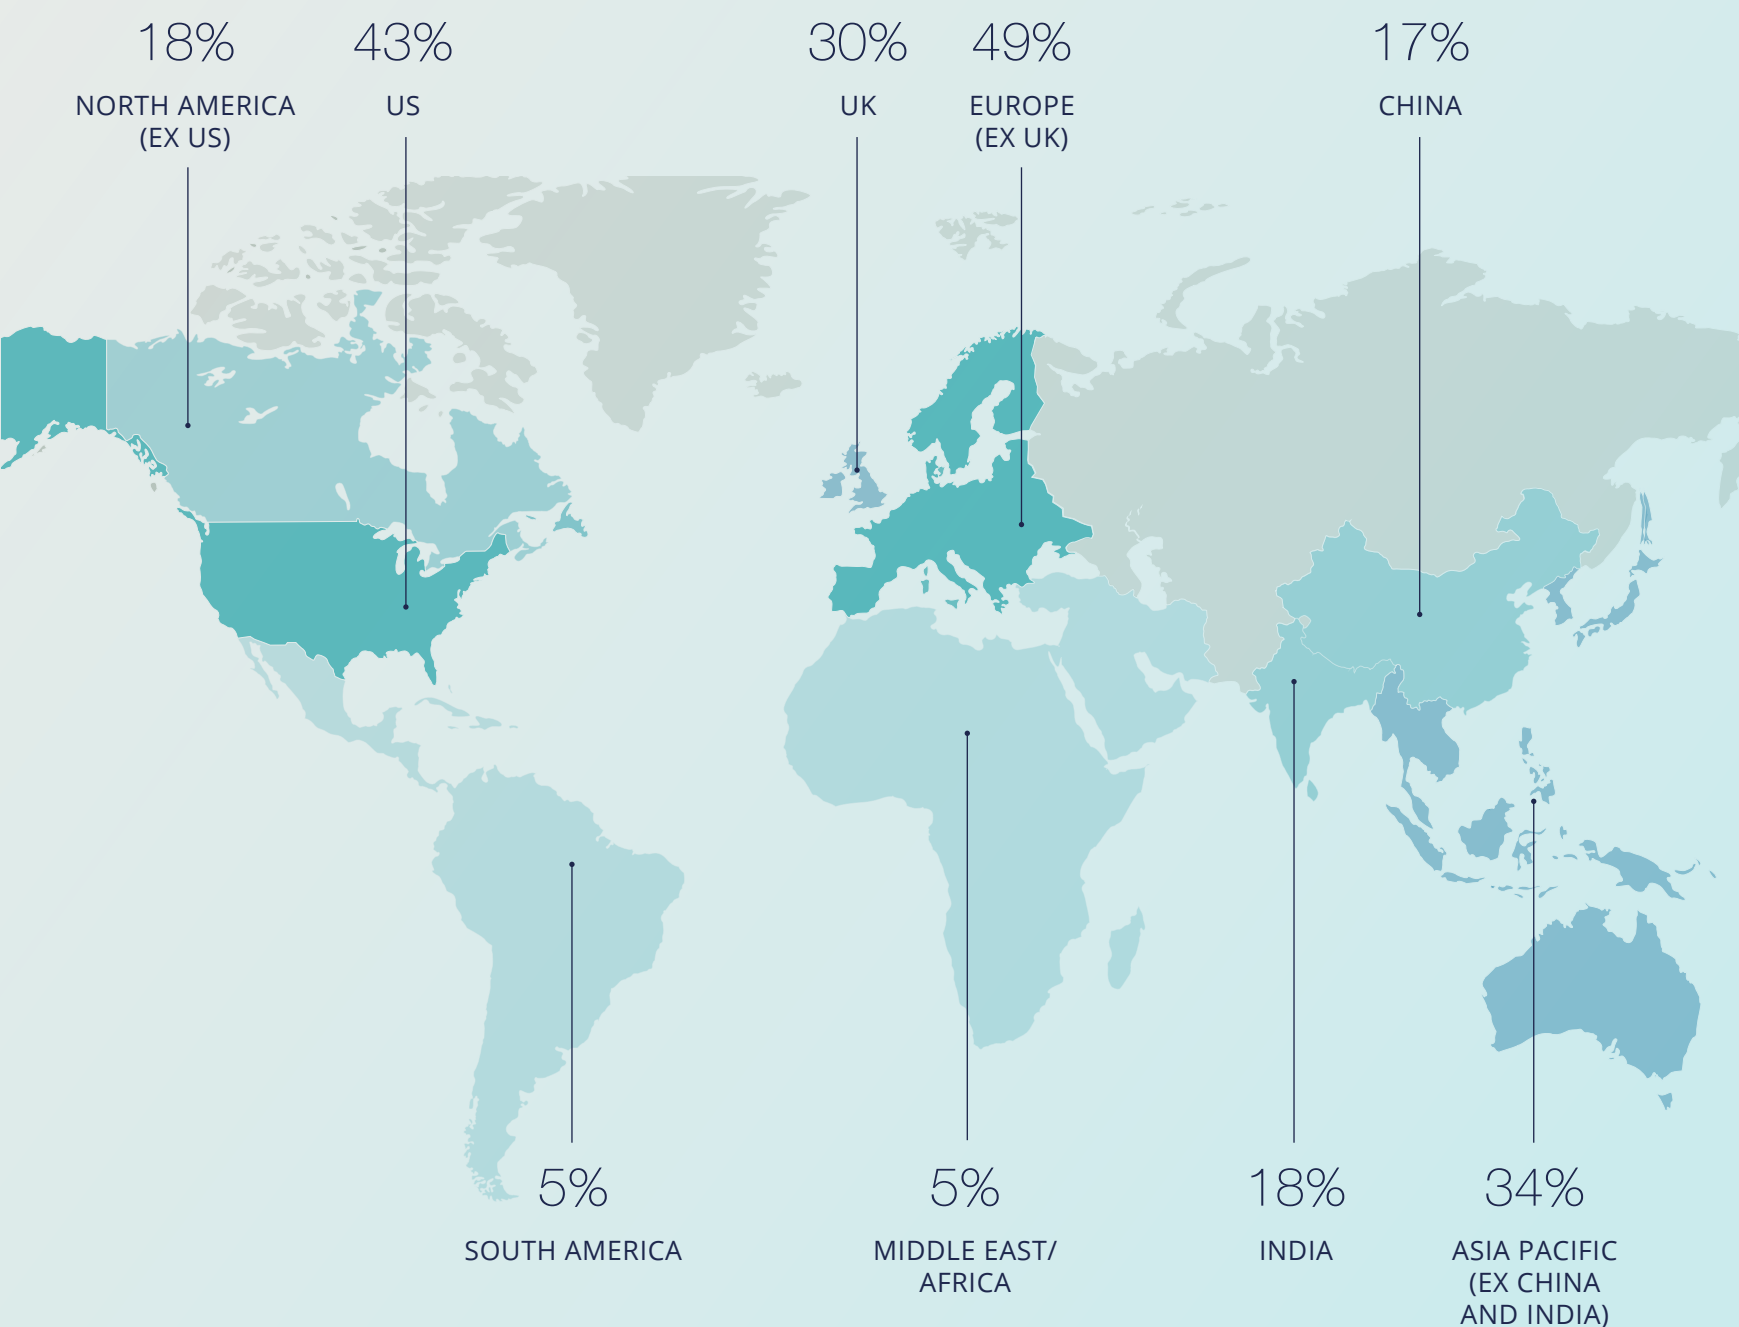 18%
NORTH AMERICA
(EX US)
43%
US
30%
UK
49%
EUROPE
(EX UK)
17%
CHINA
5%
SOUTH AMERICA
5%
MIDDLE EAST/
AFRICA
18%
INDIA
34%
ASIA PACIFIC
(EX CHINA
AND INDIA)